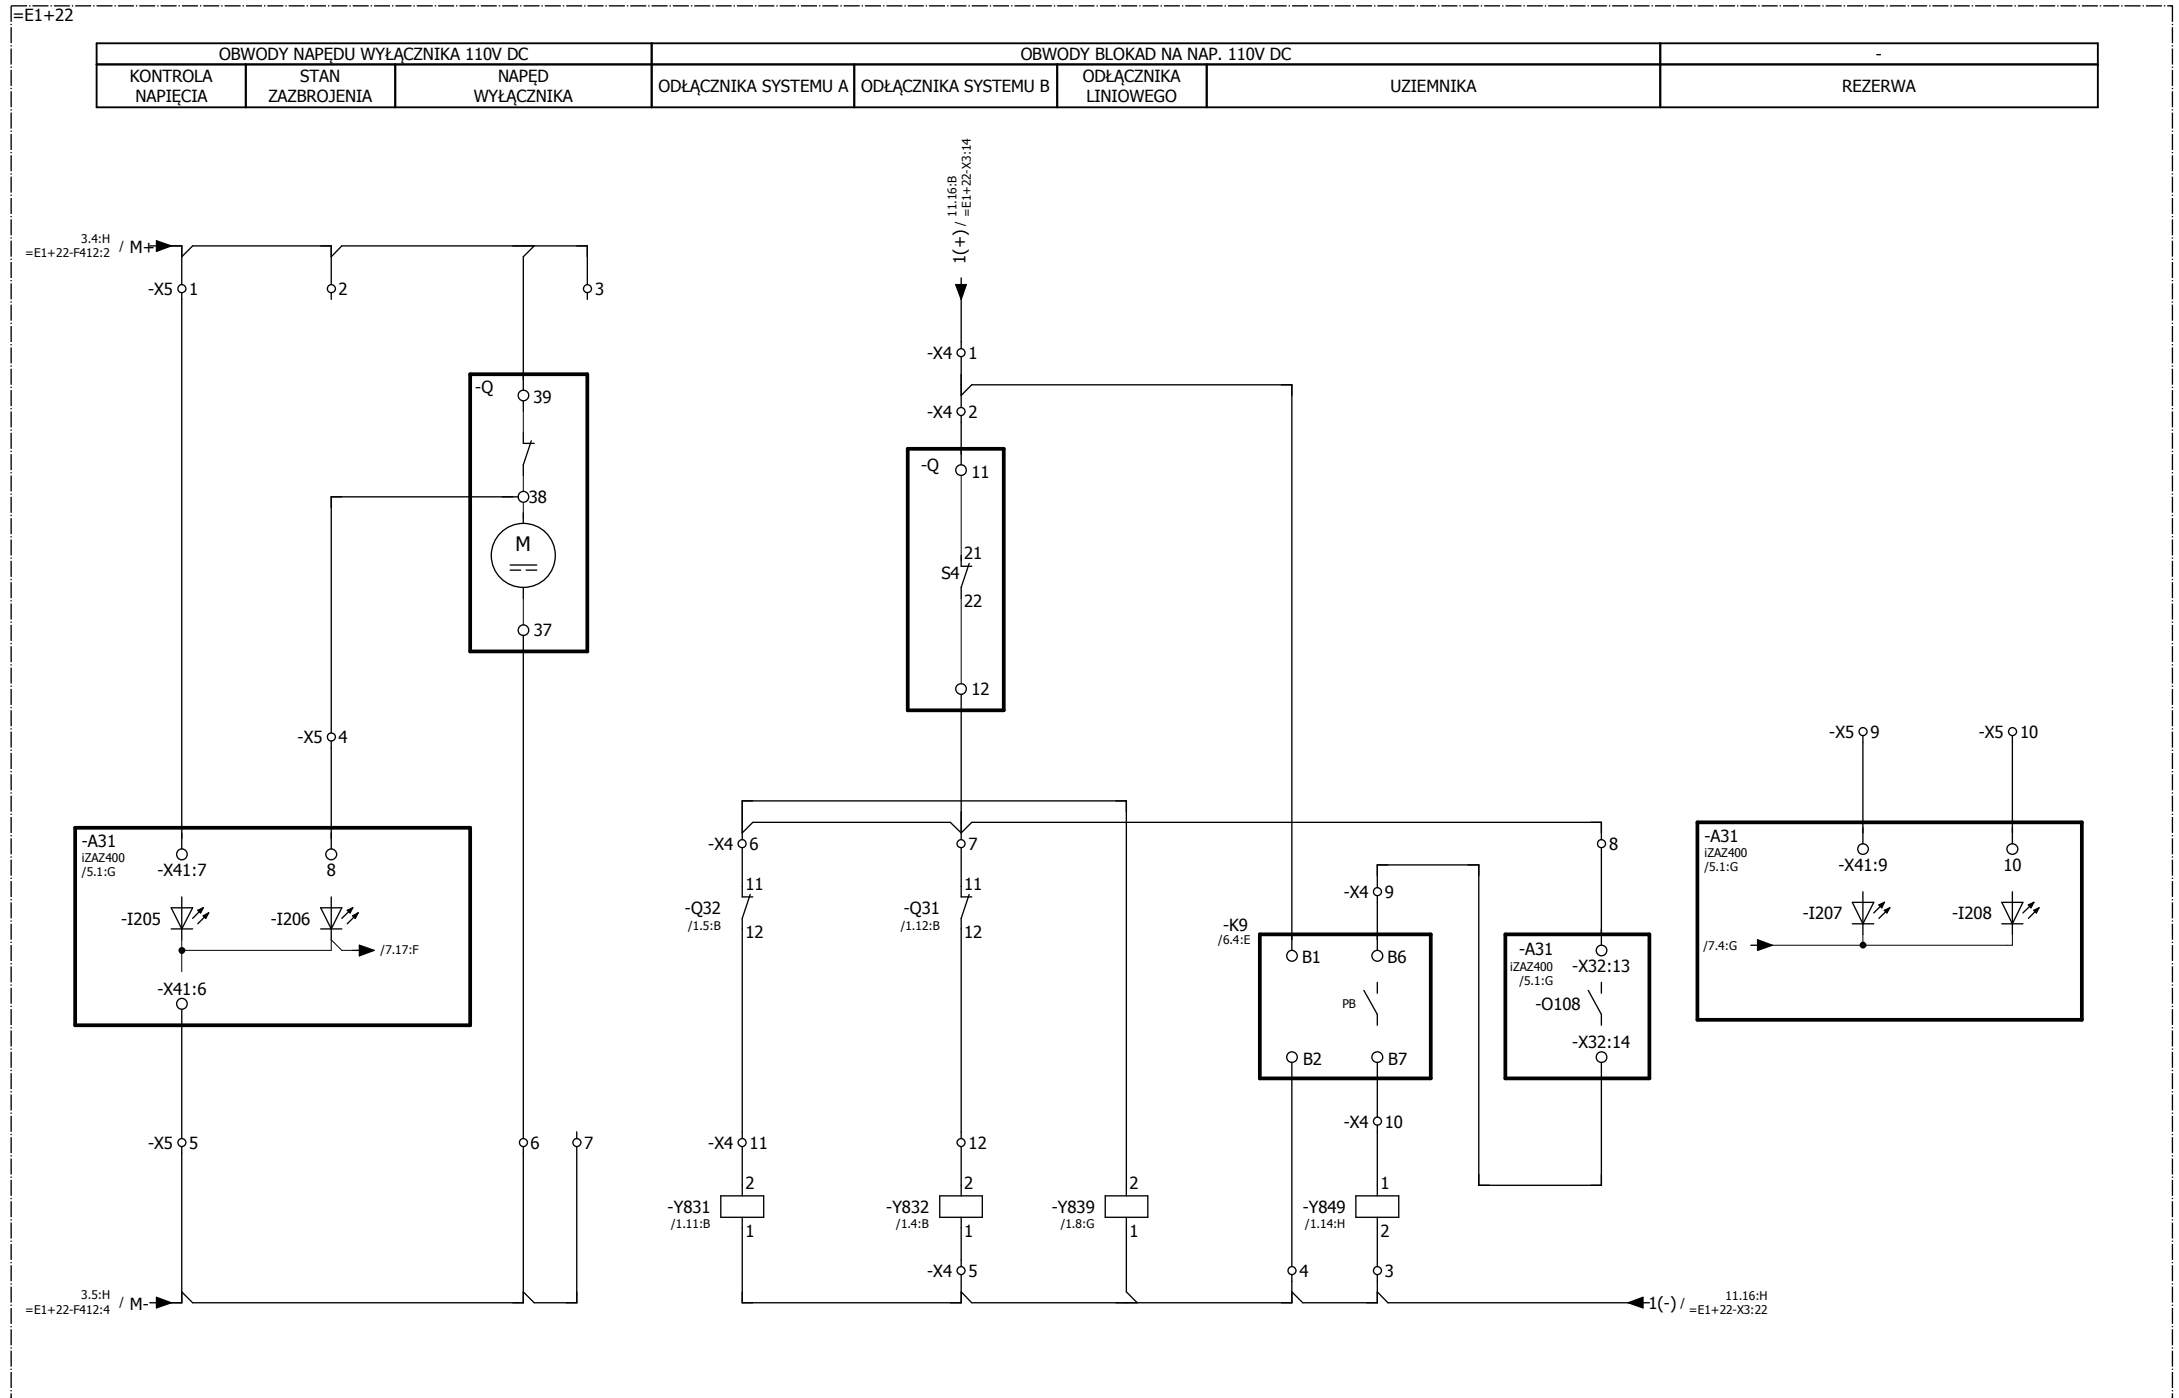 =E1+22
OBWODY NAPĘDU WYŁĄCZNIKA 110V DC
OBWODY BLOKAD NA NAP. 110V DC
-
KONTROLA
NAPIĘCIA
STAN
ZAZBROJENIA
NAPĘD
WYŁĄCZNIKA
ODŁĄCZNIKA SYSTEMU A
ODŁĄCZNIKA SYSTEMU B
ODŁĄCZNIKA
LINIOWEGO
UZIEMNIKA
REZERWA
1(+) /
11.16:B
=E1+22-X3:14
3.4:H
=E1+22-F412:2
/ M+
-X5 1
2
3
-X4 1
-X4 2
-Q
39
38
M
37
-Q
11
21
S4
22
12
-X5 4
-X5 9
-X5 10
-A31
iZAZ400
/5.1:G
-X41:7
8
-I205
-I206
/7.17:F
-X41:6
-X4 6
7
8
11
-Q32
/1.5:B
12
11
-Q31
/1.12:B
12
-X4 9
-K9
/6.4:E
B1
B6
PB
B2
B7
-A31
iZAZ400
/5.1:G
-X32:13
-O108
-X32:14
-A31
iZAZ400
/5.1:G
-X41:9
10
-I207
-I208
/7.4:G
-X4 10
-X5 5
6
7
-X4 11
12
2
-Y831
/1.11:B
1
2
-Y832
/1.4:B
1
2
-Y839
/1.8:G
1
1
-Y849
/1.14:H
2
-X4 5
4
3
3.5:H
=E1+22-F412:4
/ M-
1(-) /
11.16:H
=E1+22-X3:22